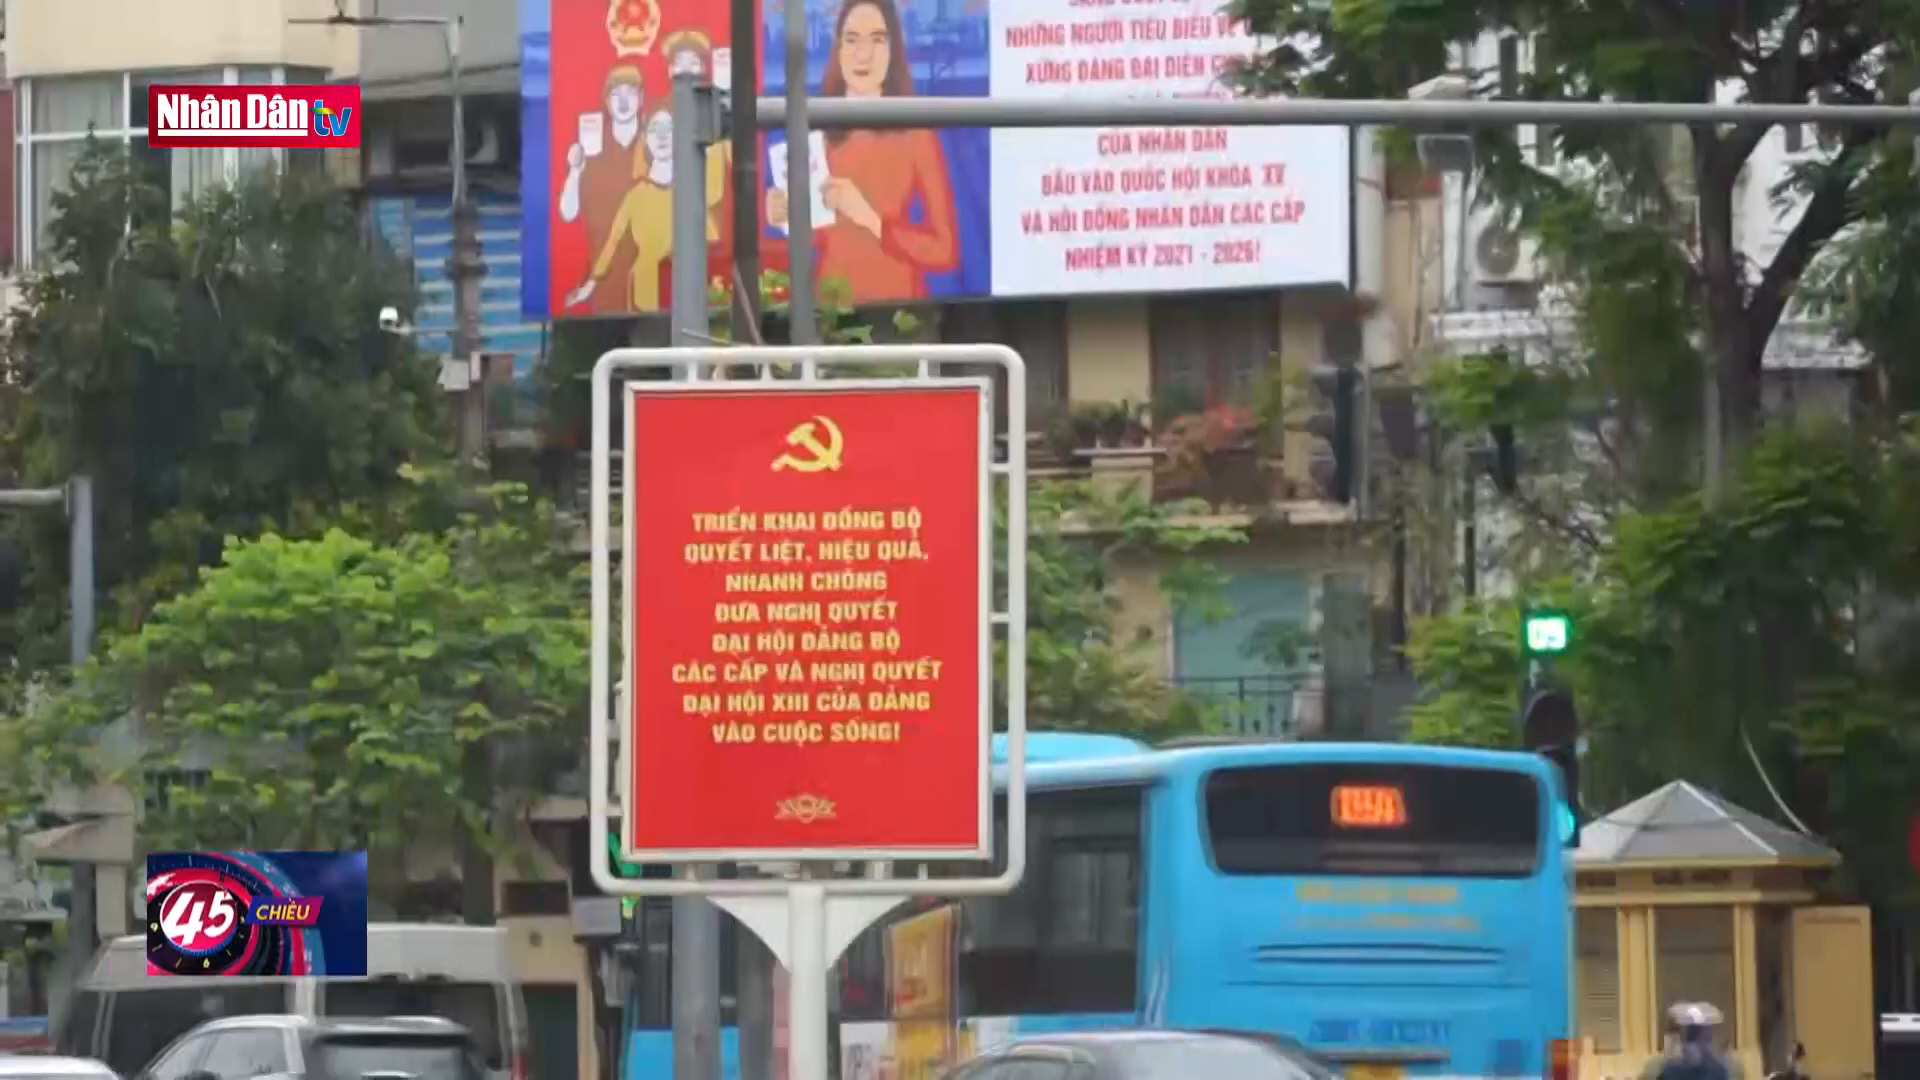 NHỮNG NGƯỜI TIÊU BIỂU VỀ
XỨNG ĐÁNG ĐẠI DIỆN
CỦA NHÂN DÂN
BẦU VÀO QUỐC HỘI KHÓA XV
VÀ HỘI ĐỒNG NHÂN DÂN CÁC CẤP
NHIỆM KỲ 2021 - 2026!
Nhân Dân tv
TRIỂN KHAI ĐỒNG BỘ
QUYẾT LIỆT, HIỆU QUẢ,
NHANH CHÓNG
ĐƯA NGHỊ QUYẾT
ĐẠI HỘI ĐẢNG BỘ
CÁC CẤP VÀ NGHỊ QUYẾT
ĐẠI HỘI XIII CỦA ĐẢNG
VÀO CUỘC SỐNG!
45 CHIỀU